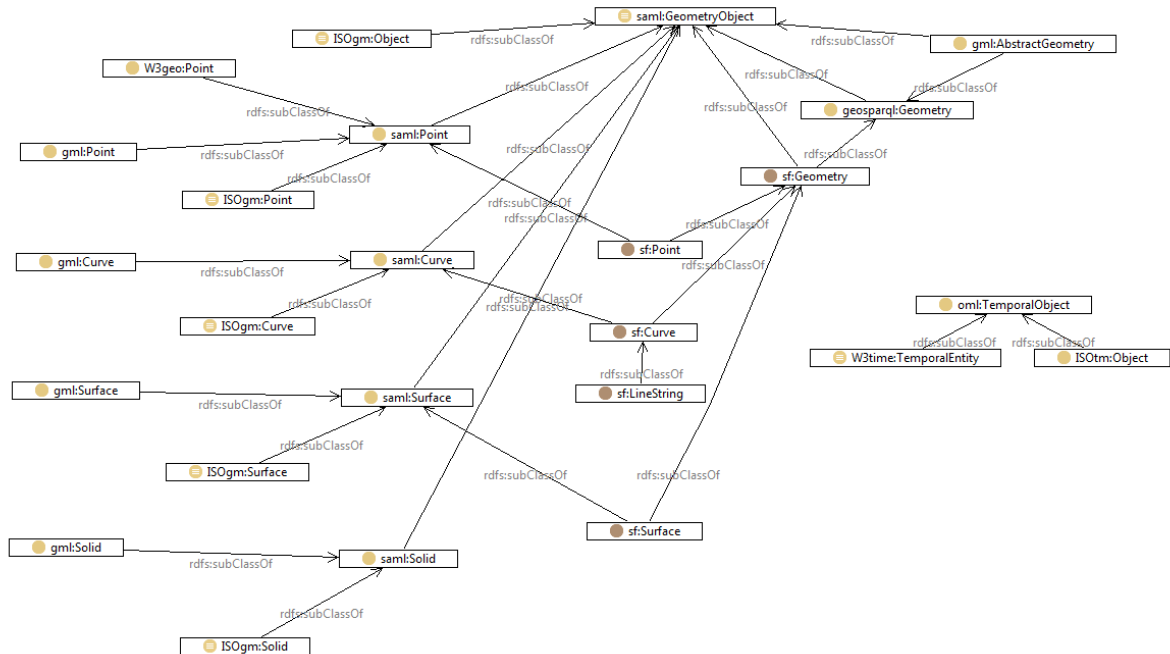 saml:GeometryObject
ISOgm:Object
rdfs:subClassOf
rdfs:subClassOf
gml:AbstractGeometry
W3geo:Point
rdfs:subClassOf
rdfs:subClassOf
rdfs:subClassOf
rdfs:subClassOf
geosparql:Geometry
rdfs:subClassOf
rdfs:subClassOf
saml:Point
gml:Point
rdfs:subClassOf
rdfs:subClassOf
rdfs:subClassOf
rdfs:subClassOf
sf:Geometry
ISOgm:Point
rdfs:subClassOf
rdfs:subClassOf
rdfs:subClassOf
rdfs:subClassOf
sf:Point
gml:Curve
saml:Curve
rdfs:subClassOf
rdfs:subClassOf
rdfs:subClassOf
rdfs:subClassOf
rdfs:subClassOf
oml:TemporalObject
ISOgm:Curve
sf:Curve
rdfs:subClassOf
rdfs:subClassOf
W3time:TemporalEntity
ISOtm:Object
rdfs:subClassOf
gml:Surface
saml:Surface
sf:LineString
rdfs:subClassOf
rdfs:subClassOf
ISOgm:Surface
rdfs:subClassOf
rdfs:subClassOf
sf:Surface
gml:Solid
saml:Solid
rdfs:subClassOf
rdfs:subClassOf
ISOgm:Solid